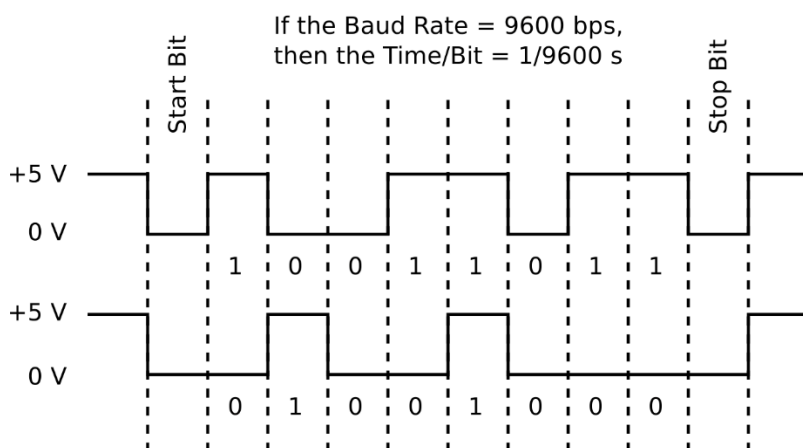 If the Baud Rate = 9600 bps,
then the Time/Bit = 1/9600 s
Start Bit
Stop Bit
+5 V
0 V
1 0 0 1 1 0 1 1
+5 V
0 V
0 1 0 0 1 0 0 0